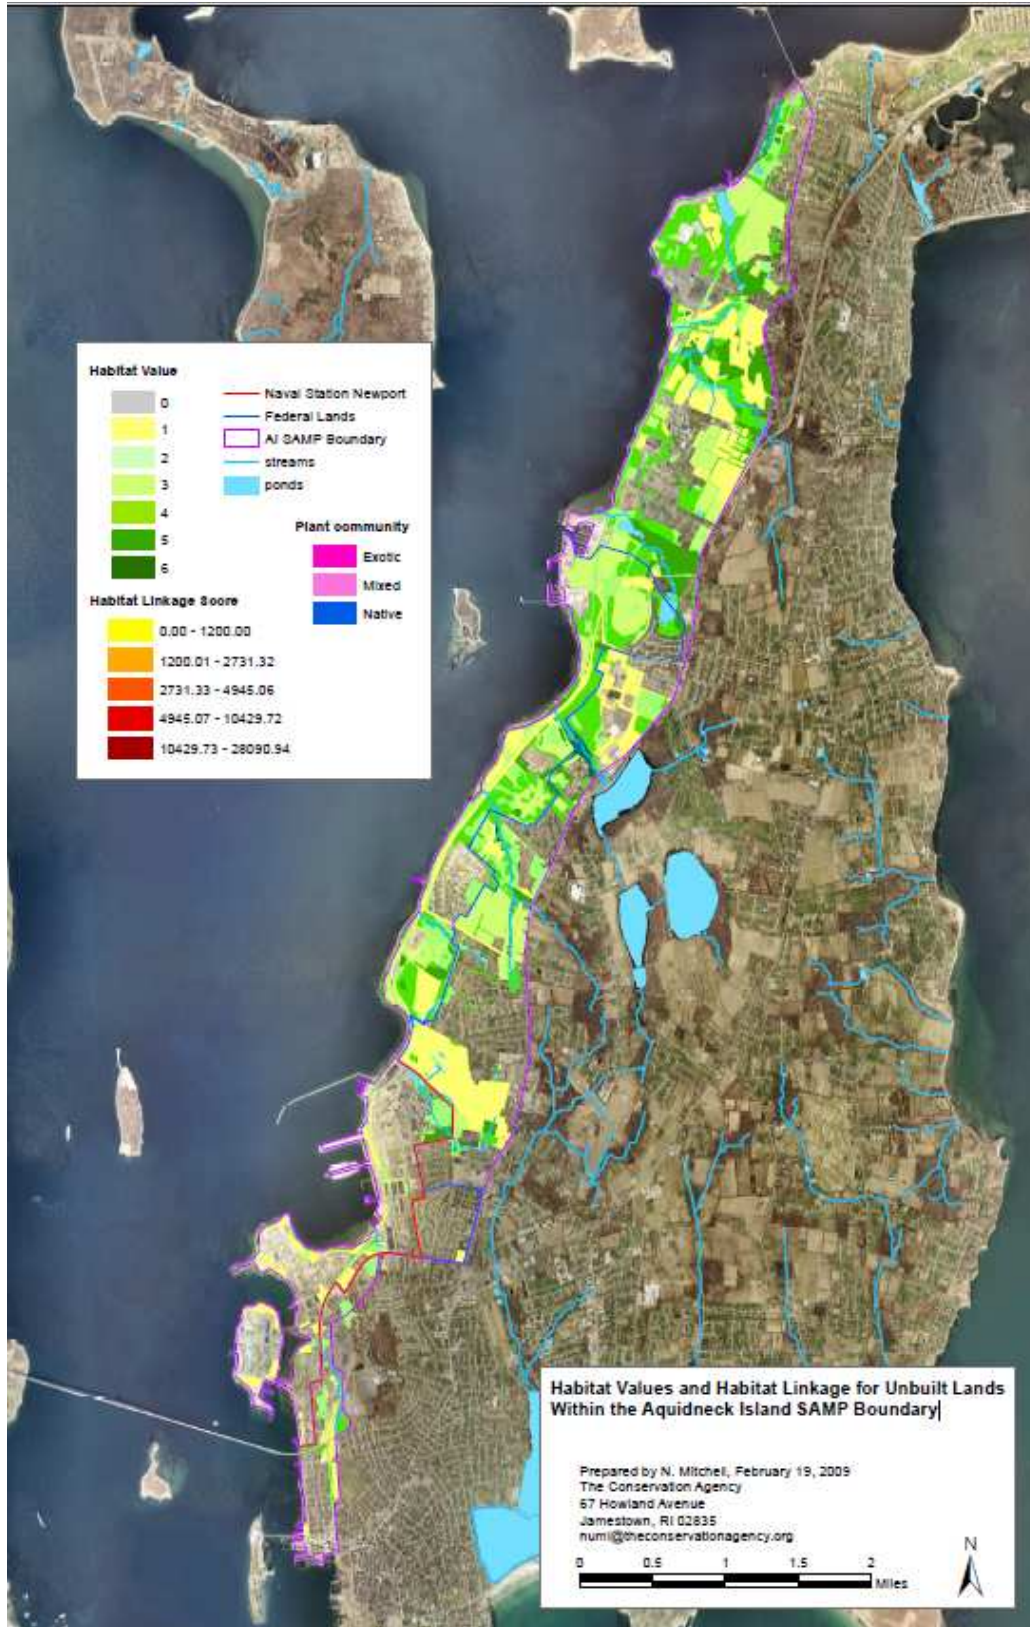 Habitat Value
0
1
2
3
4
5
6
Naval Station Newport
Federal Lands
AI SAMP Boundary
streams
ponds
Plant community
Exotic
Mixed
Native
Habitat Linkage Score
0.00 - 1200.00
1200.01 - 2731.32
2731.33 - 4945.06
4945.07 - 10429.72
10429.73 - 28090.94
Habitat Values and Habitat Linkage for Unbuilt Lands
Within the Aquidneck Island SAMP Boundary
Prepared by N. Mitchell, February 19, 2009
The Conservation Agency
67 Howland Avenue
Jamestown, RI 02835
numi@theconservationagency.org
N
0 0.5 1 1.5 2
Miles